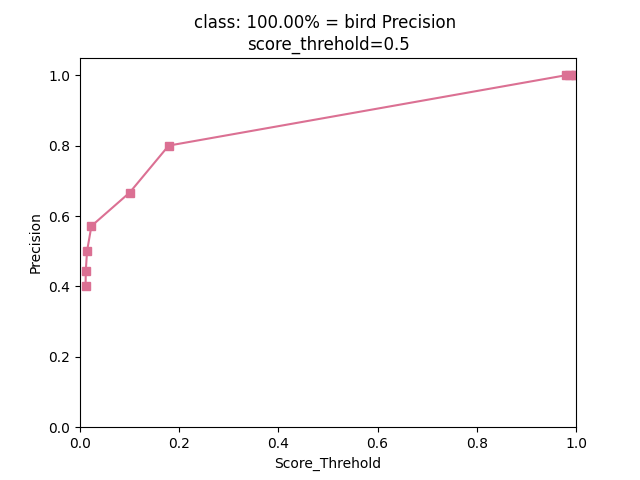 class: 100.00% = bird Precision
score_threhold=0.5
1.0
0.8
0.6
0.4
0.2
0.0
Precision
0.0 0.2 0.4 0.6 0.8 1.0
Score_Threhold